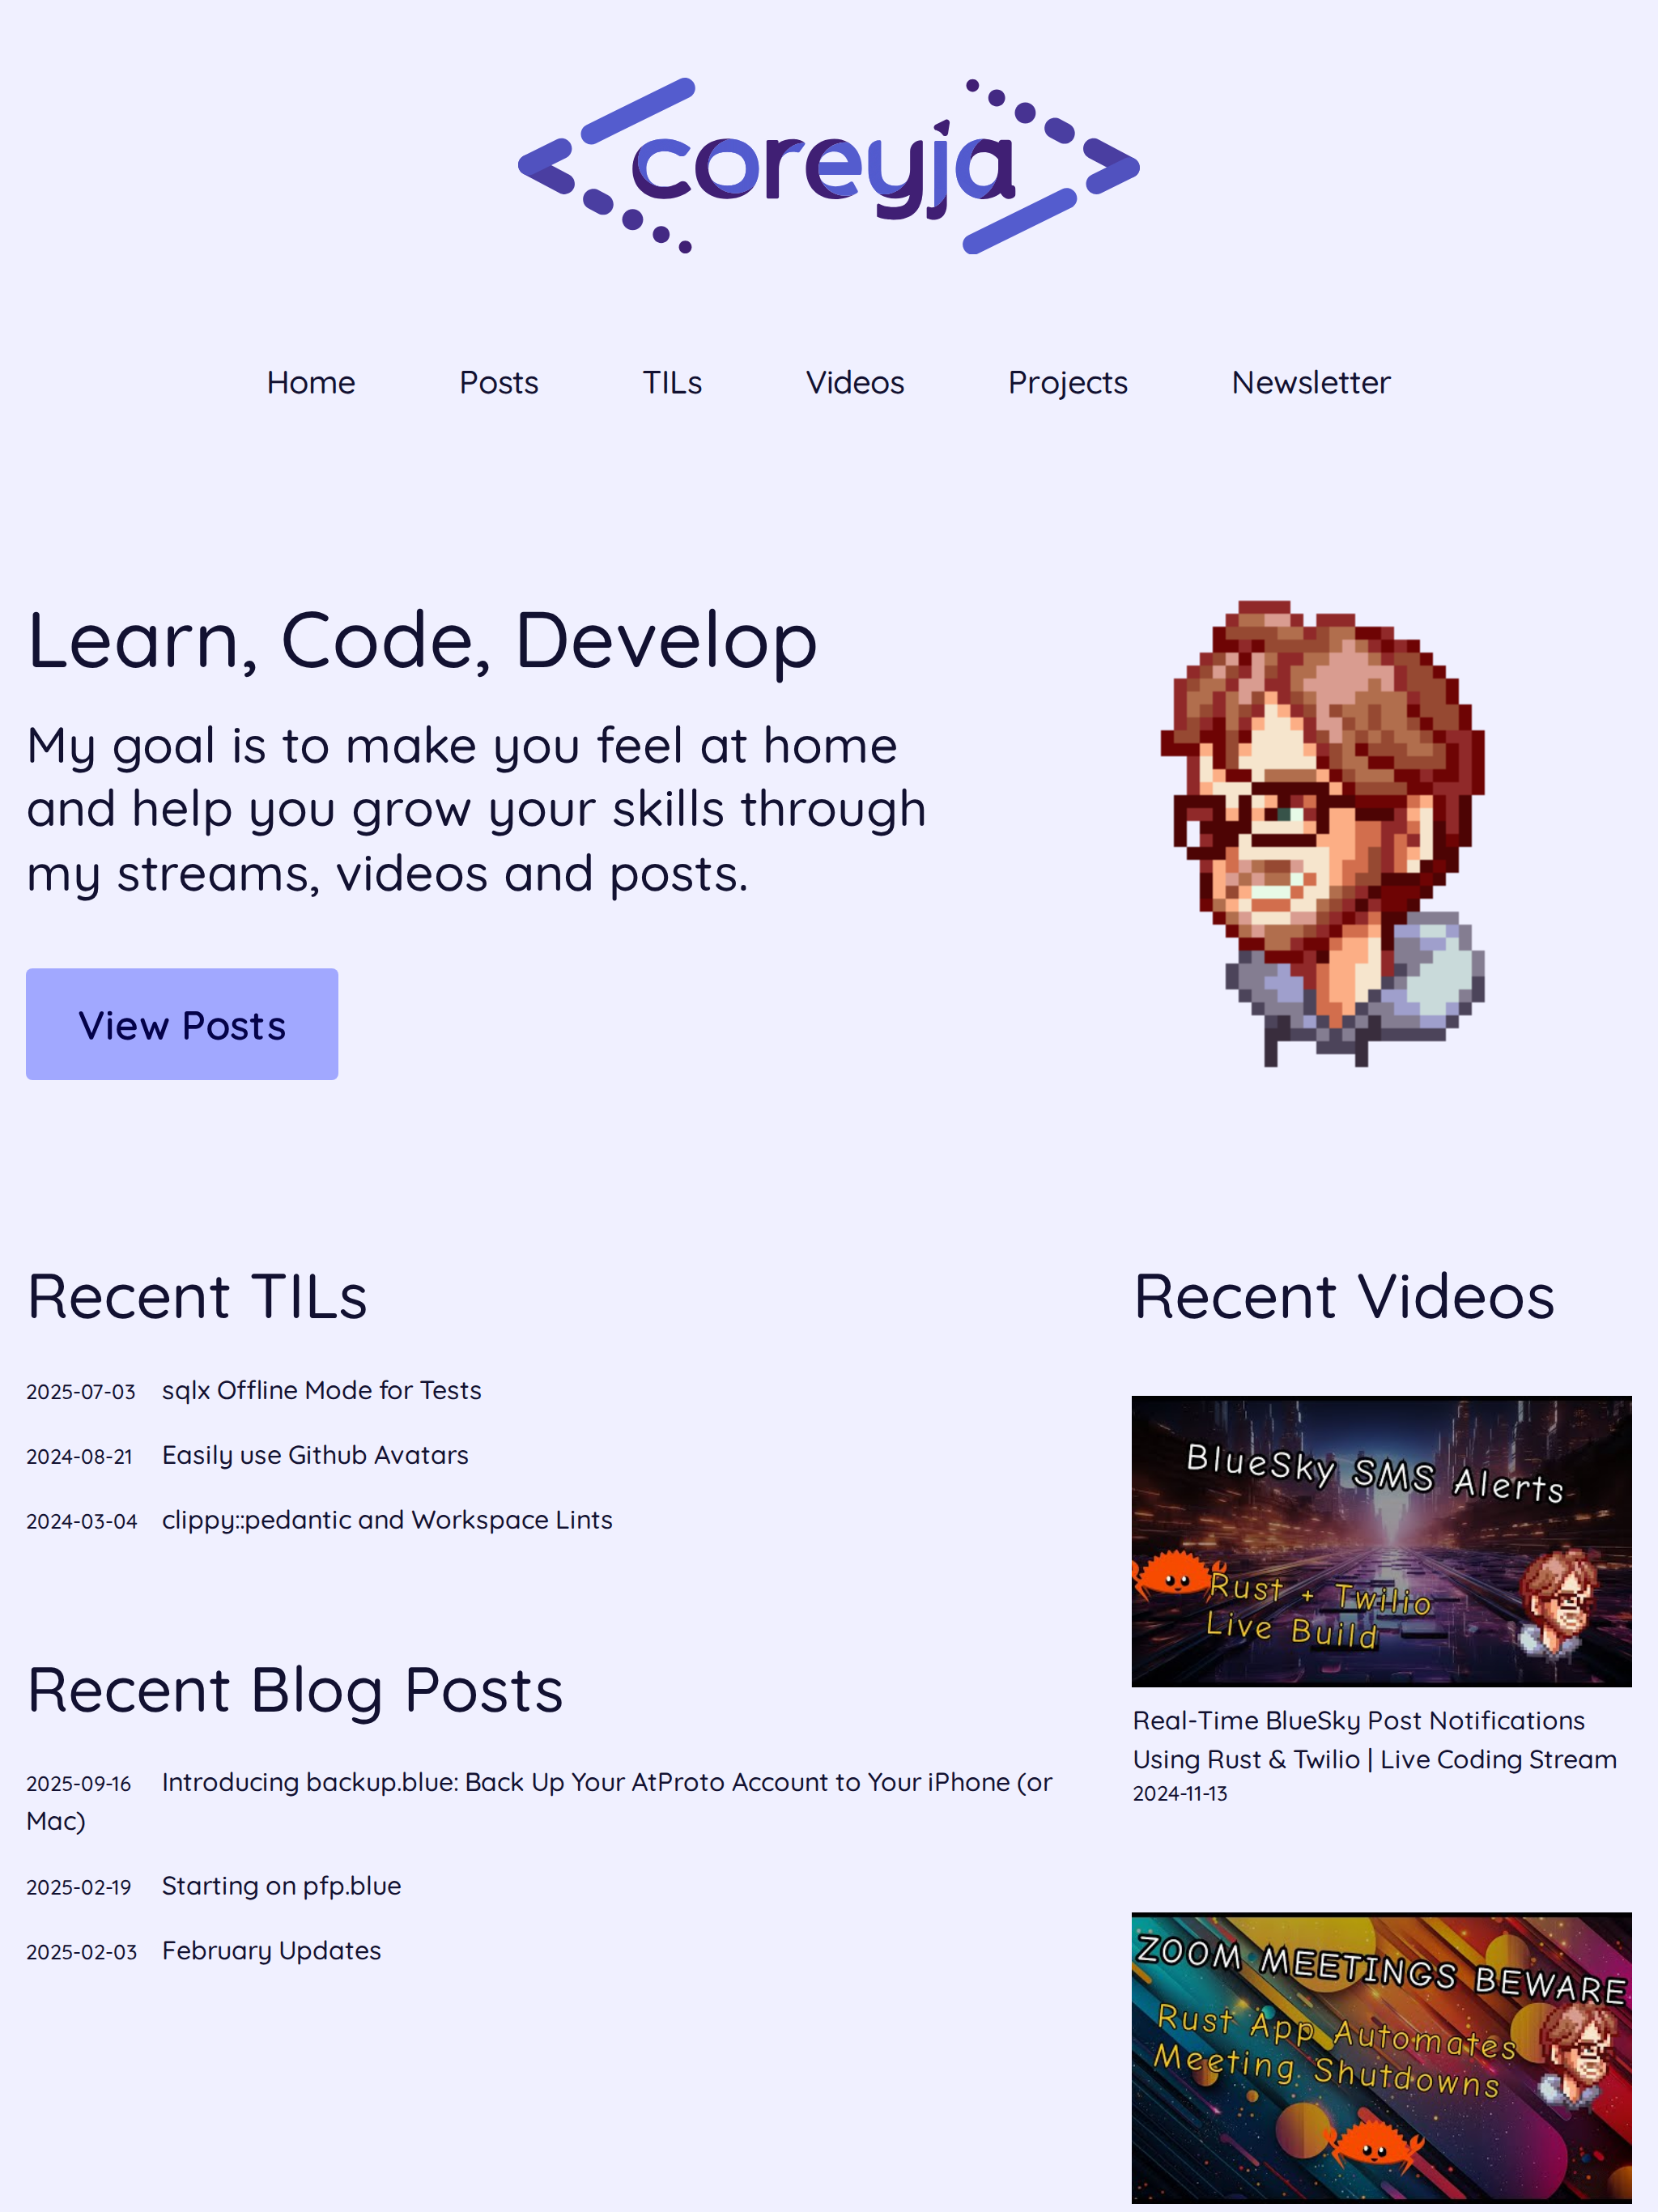 coreyja
Home Posts TILs Videos Projects Newsletter
Learn, Code, Develop
My goal is to make you feel at home
and help you grow your skills through
my streams, videos and posts.
View Posts
Recent TILs
2025-07-03 sqlx Offline Mode for Tests
2024-08-21 Easily use Github Avatars
2024-03-04 clippy::pedantic and Workspace Lints
Recent Blog Posts
2025-09-16 Introducing backup.blue: Back Up Your AtProto Account to Your iPhone (or
Mac)
2025-02-19 Starting on pfp.blue
2025-02-03 February Updates
Recent Videos
BlueSky SMS Alerts
Rust + Twilio
Live Build
Real-Time BlueSky Post Notifications
Using Rust & Twilio | Live Coding Stream
2024-11-13
ZOOM MEETINGS BEWARE
Rust App Automates
Meeting Shutdowns